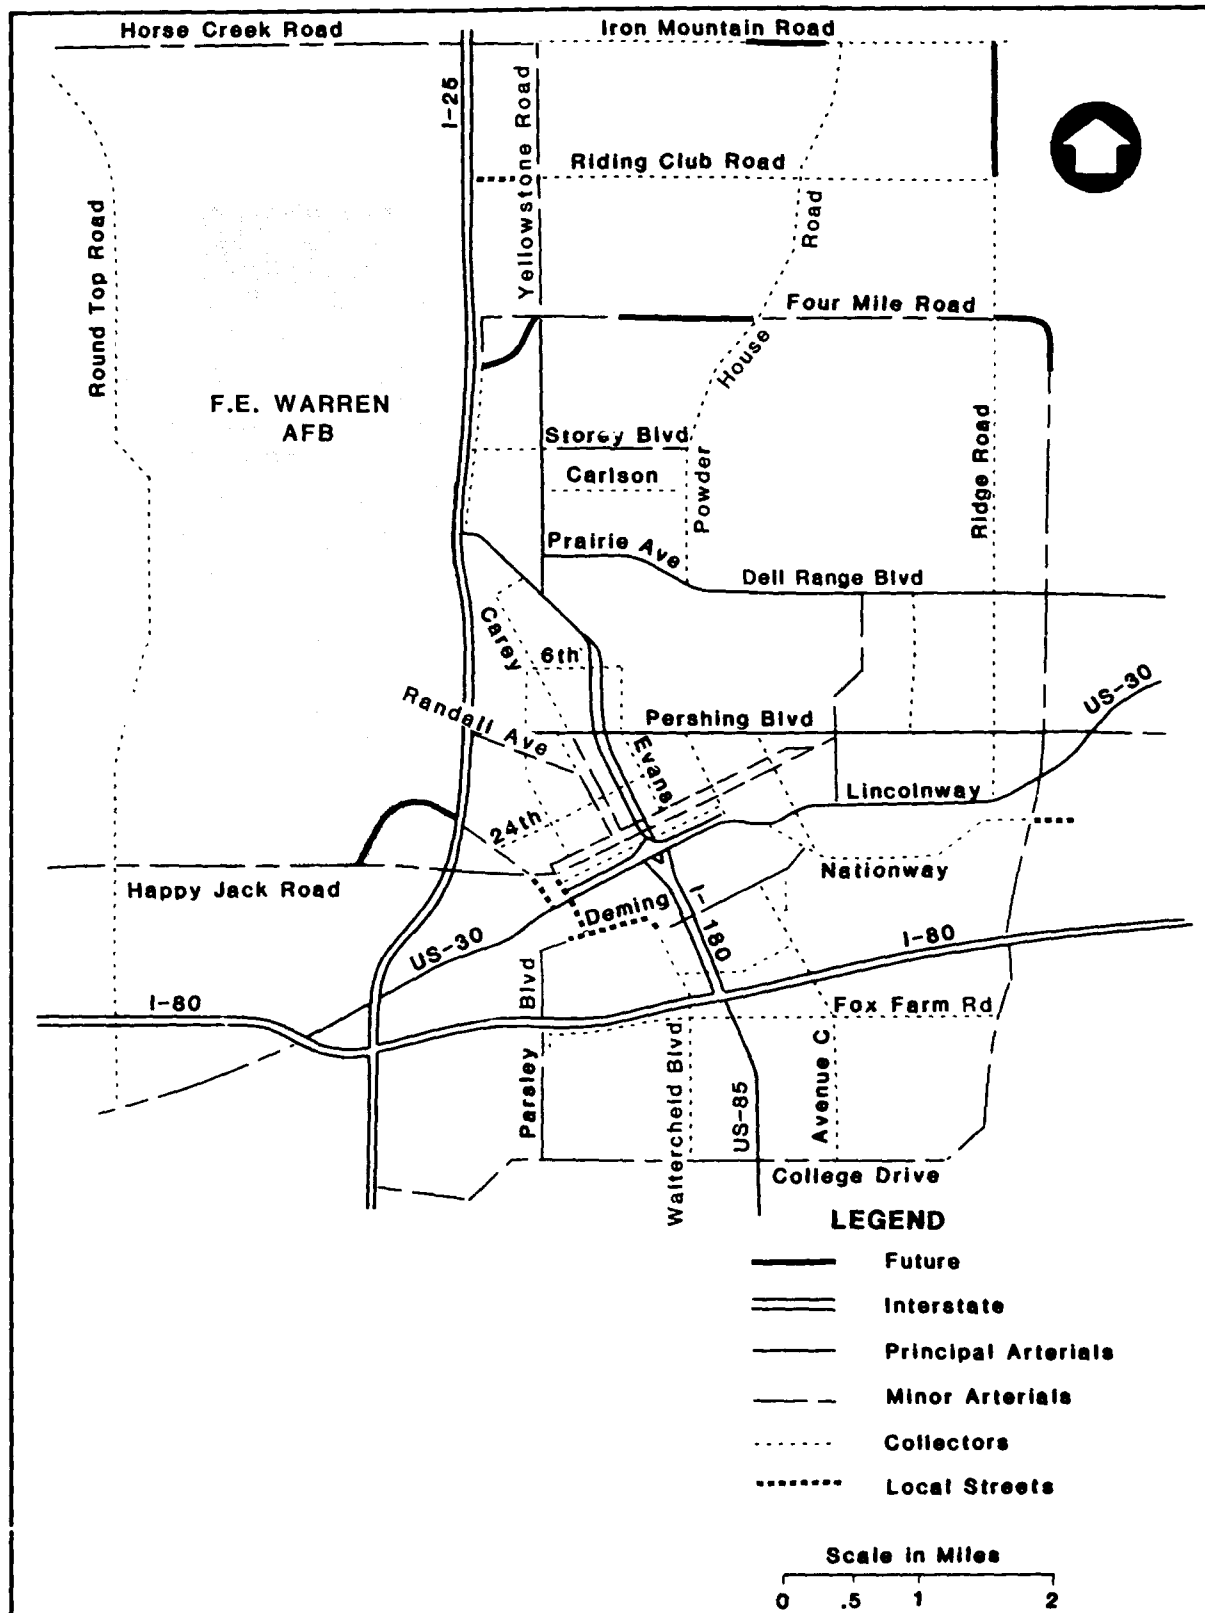 Horse Creek Road
Iron Mountain Road
I-25
Yellowstone Road
Riding Club Road
Round Top Road
Road
Four Mile Road
House
F.E. WARREN
AFB
Storey Blvd
Carlson
Powder
Ridge Road
Prairie Ave
Dell Range Blvd
Carey
6th
Randall Ave
Pershing Blvd
US-30
Evans
Lincolnway
24th
Happy Jack Road
Nationway
Deming
US-30
I-180
I-80
I-80
Parsley Blvd
Fox Farm Rd
Waltercheid Blvd
US-85
Avenue C
College Drive
LEGEND
Future
Interstate
Principal Arterials
Minor Arterials
Collectors
Local Streets
Scale in Miles
0 .5 1 2